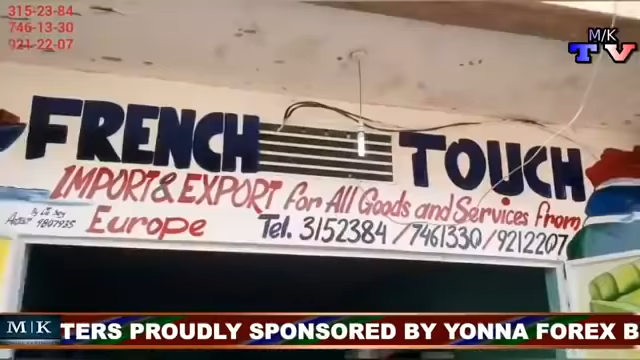 315-23-84
746-13-30
921-22-07
M/K
TV
FRENCH TOUCH
IMPORT & EXPORT for All Goods and Services from
Europe
Tel. 3152384 / 7461330 / 9212207
9807935
M|K
TERS PROUDLY SPONSORED BY YONNA FOREX B